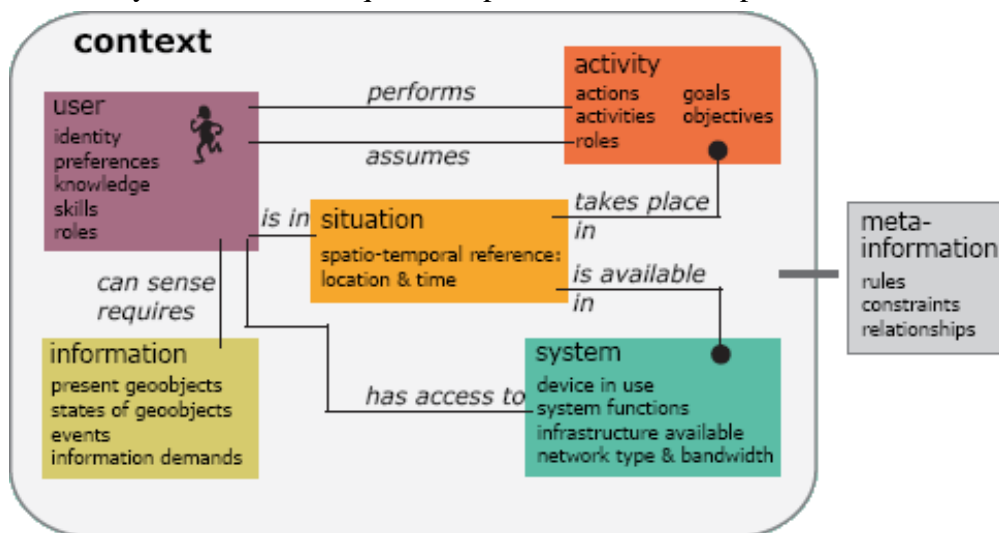 context
user
identity
preferences
knowledge
skills
roles
performs
assumes
activity
actions goals
activities objectives
roles
is in
situation
spatio-temporal reference:
location & time
takes place
in
is available
in
can sense
requires
information
present geoobjects
states of geoobjects
events
information demands
has access to
system
device in use
system functions
infrastructure available
network type & bandwidth
meta-
information
rules
constraints
relationships